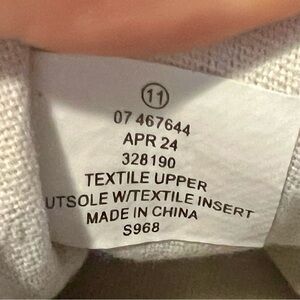 11
07 467644
APR 24
328190
TEXTILE UPPER
UTSOLE W/TEXTILE INSERT
MADE IN CHINA
S968